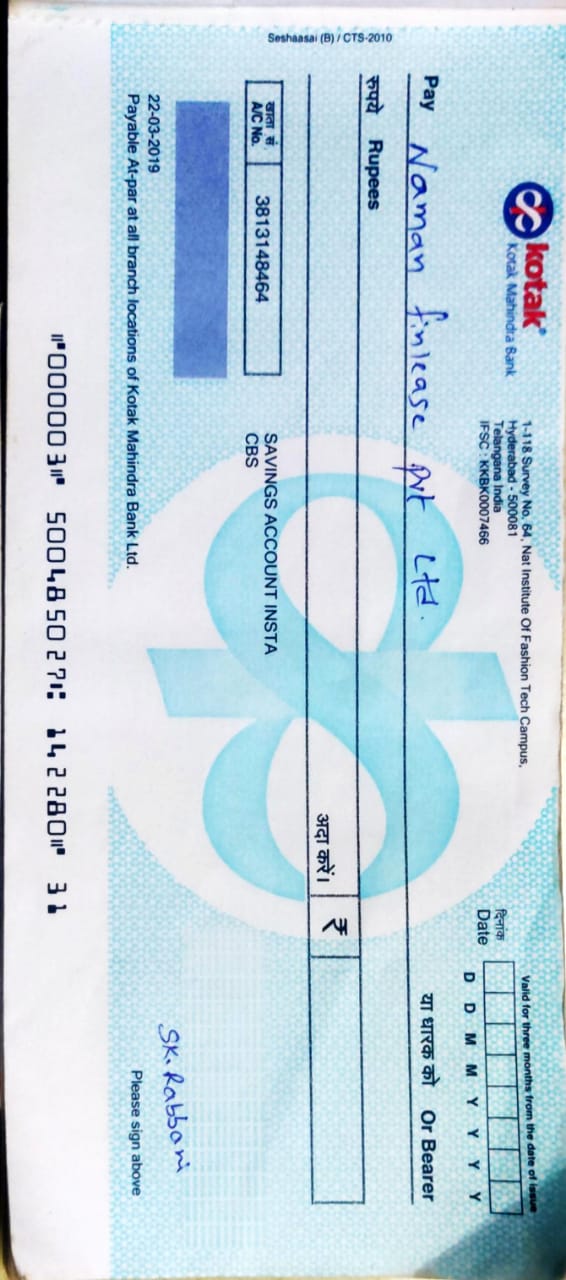 kotak®
Kotak Mahindra Bank
1-118 Survey No. 64, Nat Institute Of Fashion Tech Campus,
Hyderabad - 500081
Telangana India
IFSC : KKBK0007466
Valid for three months from the date of issue
दिनांक
Date
D D M M Y Y Y Y
Pay Naman finlease pvt Ltd. या धारक को Or Bearer
रुपये Rupees
अदा करें। ₹
खाता सं
A/C No. 3813148464
SAVINGS ACCOUNT INSTA
CBS
SK. Rabbani
22-03-2019
Payable At-par at all branch locations of Kotak Mahindra Bank Ltd.
Please sign above
⑈000003⑈ 500485027⑆ 142280⑈ 31
Seshaasai (B) / CTS-2010